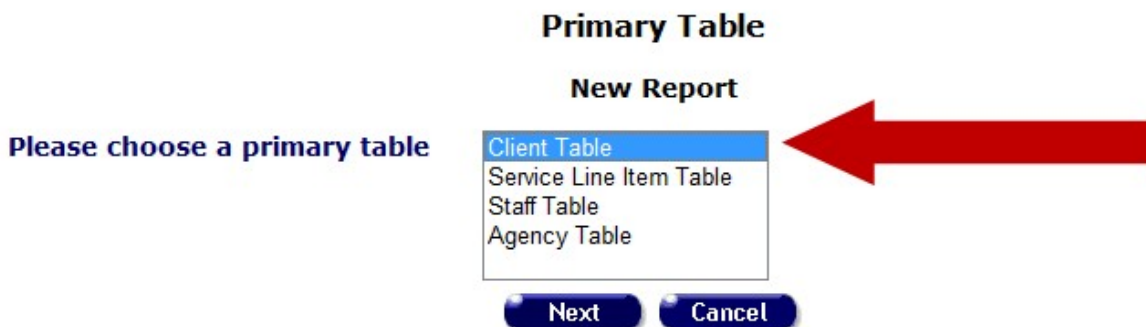 Primary Table
New Report
Please choose a primary table
Client Table
Service Line Item Table
Staff Table
Agency Table
Next Cancel